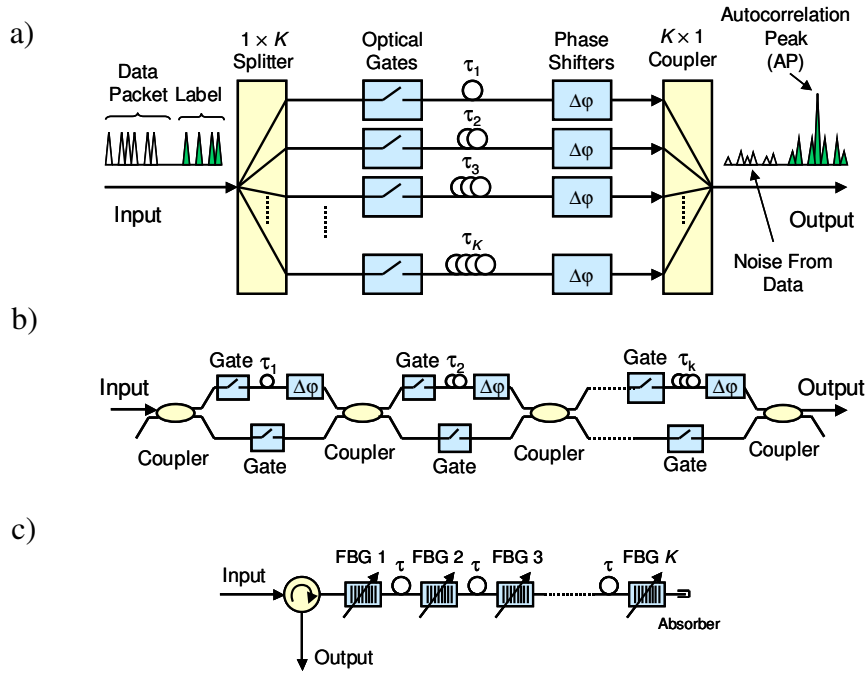 a)
1 × K
Splitter
Optical
Gates
Phase
Shifters
K × 1
Coupler
Autocorrelation
Peak
(AP)
Data
Packet
Label
τ1
Δφ
τ2
Δφ
τ3
Δφ
τK
Δφ
Input
Output
Noise From
Data
b)
Input
Gate τ1
Δφ
Gate τ2
Δφ
Gate τk
Δφ
Output
Coupler
Gate
Coupler
Gate
Coupler
Gate
Coupler
c)
Input
FBG 1
τ
FBG 2
τ
FBG 3
τ
FBG K
Absorber
Output